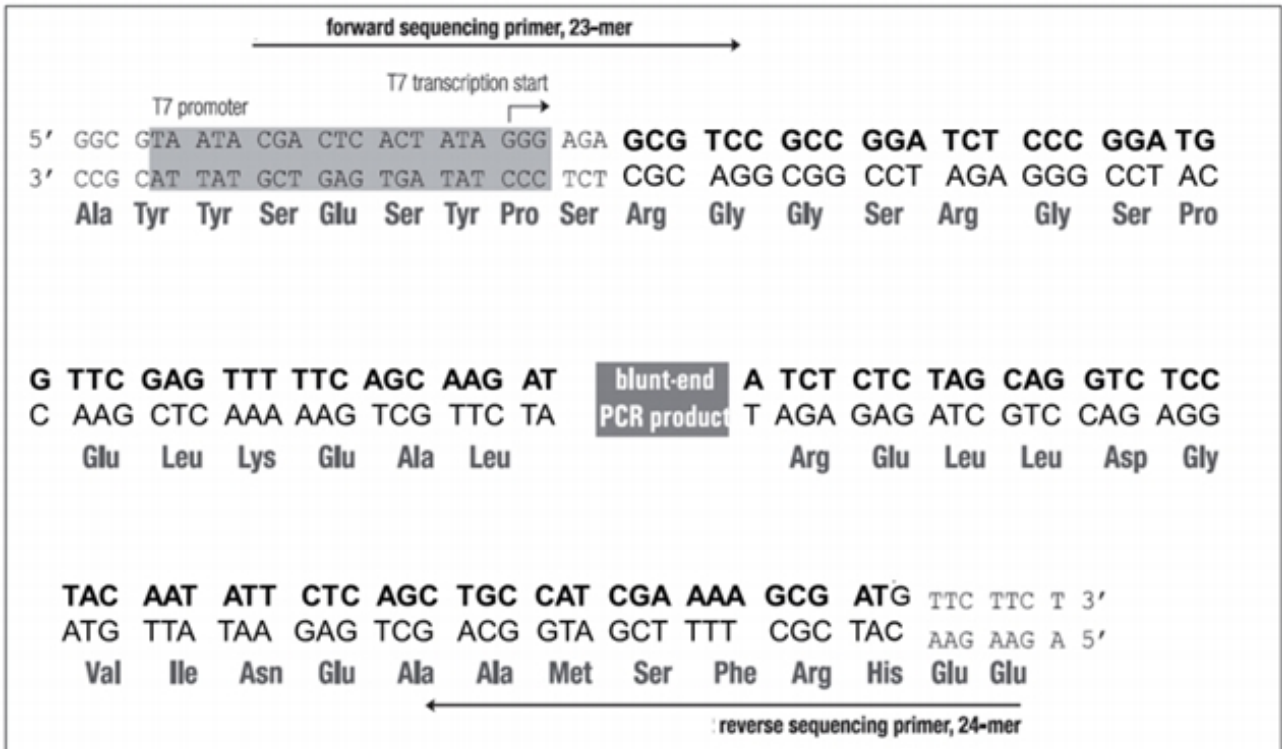 forward sequencing primer, 23-mer
T7 transcription start
T7 promoter
5′ GGC GTA ATA CGA CTC ACT ATA GGG AGA GCG TCC GCC GGA TCT CCC GGA TG
3′ CCG CAT TAT GCT GAG TGA TAT CCC TCT CGC AGG CGG CCT AGA GGG CCT AC
Ala Tyr Tyr Ser Glu Ser Tyr Pro Ser Arg Gly Gly Ser Arg Gly Ser Pro
G TTC GAG TTT TTC AGC AAG AT blunt-end A TCT CTC TAG CAG GTC TCC
C AAG CTC AAA AAG TCG TTC TA PCR product T AGA GAG ATC GTC CAG AGG
Glu Leu Lys Glu Ala Leu Arg Glu Leu Leu Asp Gly
TAC AAT ATT CTC AGC TGC CAT CGA AAA GCG ATG TTC TTC T 3′
ATG TTA TAA GAG TCG ACG GTA GCT TTT CGC TAC AAG AAG A 5′
Val Ile Asn Glu Ala Ala Met Ser Phe Arg His Glu Glu
reverse sequencing primer, 24-mer